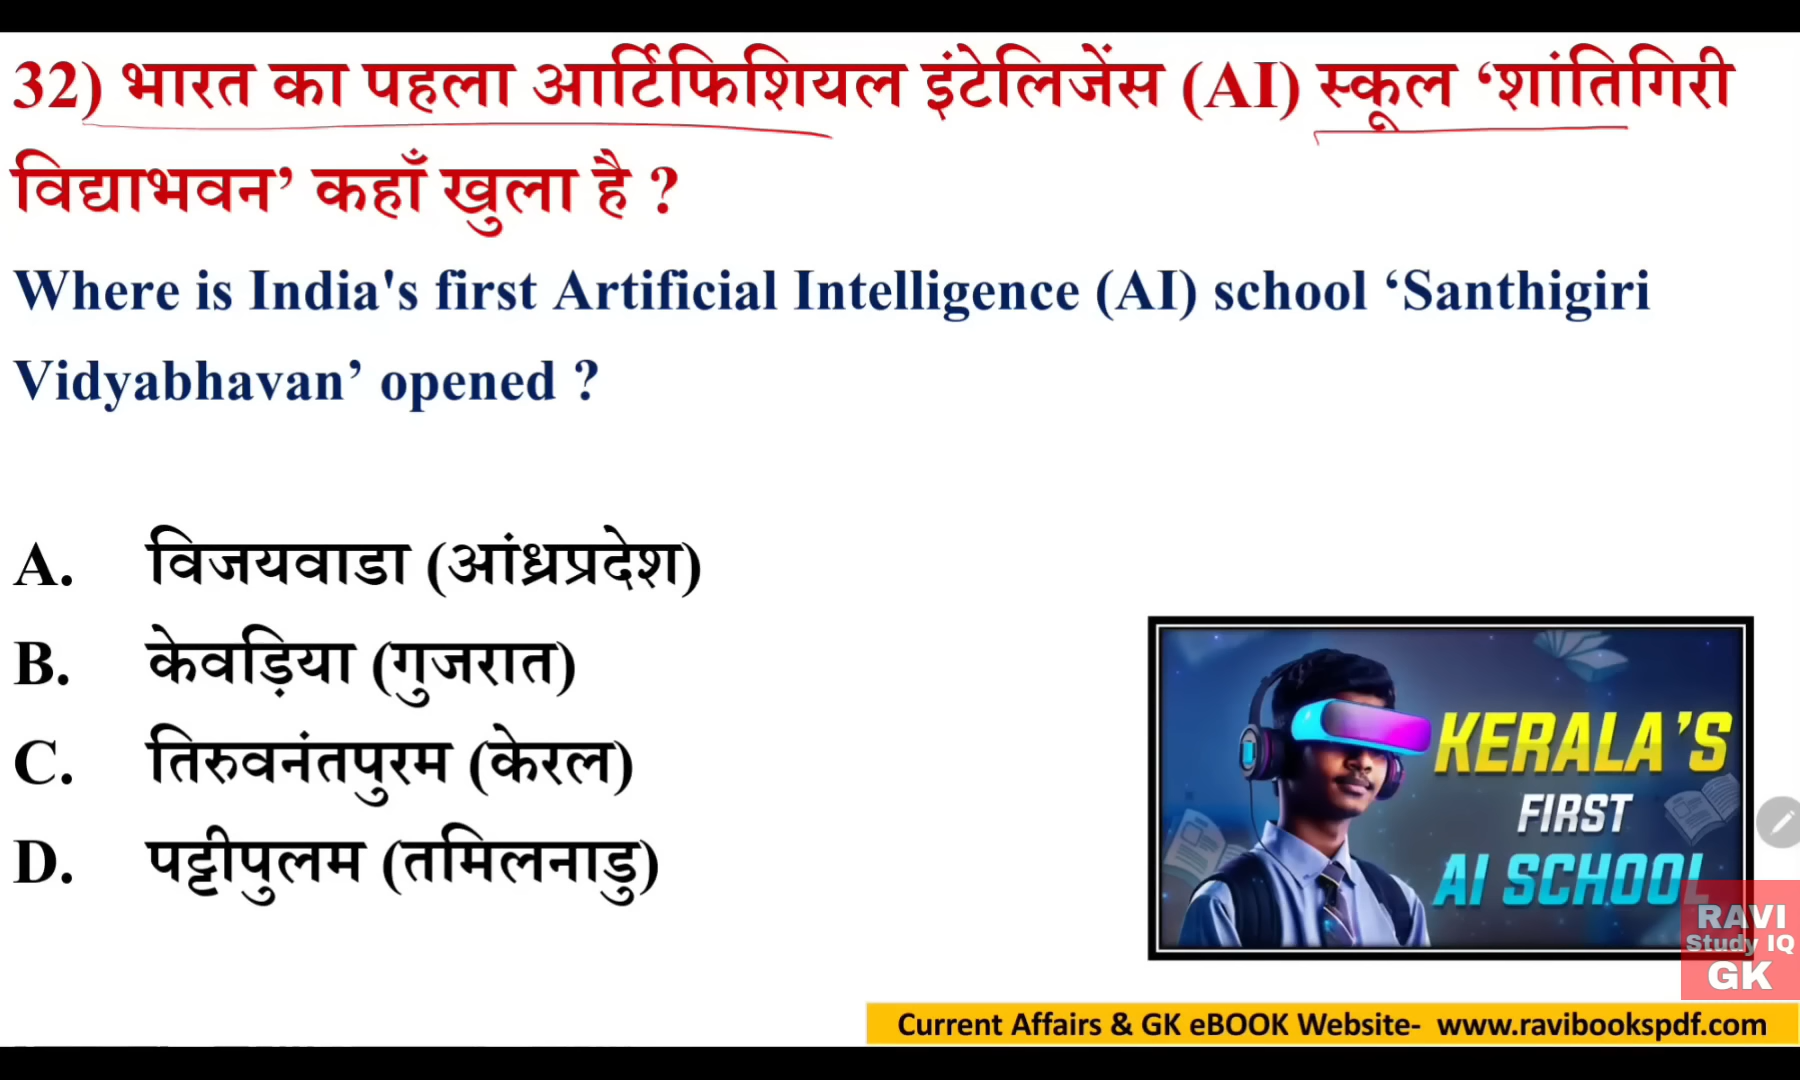 32) भारत का पहला आर्टिफिशियल इंटेलिजेंस (AI) स्कूल ‘शांतिगिरी
विद्याभवन’ कहाँ खुला है ?
Where is India's first Artificial Intelligence (AI) school ‘Santhigiri
Vidyabhavan’ opened ?
A. विजयवाडा (आंध्रप्रदेश)
B. केवड़िया (गुजरात)
C. तिरुवनंतपुरम (केरल)
D. पट्टीपुलम (तमिलनाडु)
KERALA’S
FIRST
AI SCHOOL
RAVI
Study IQ
GK
Current Affairs & GK eBOOK Website- www.ravibookspdf.com